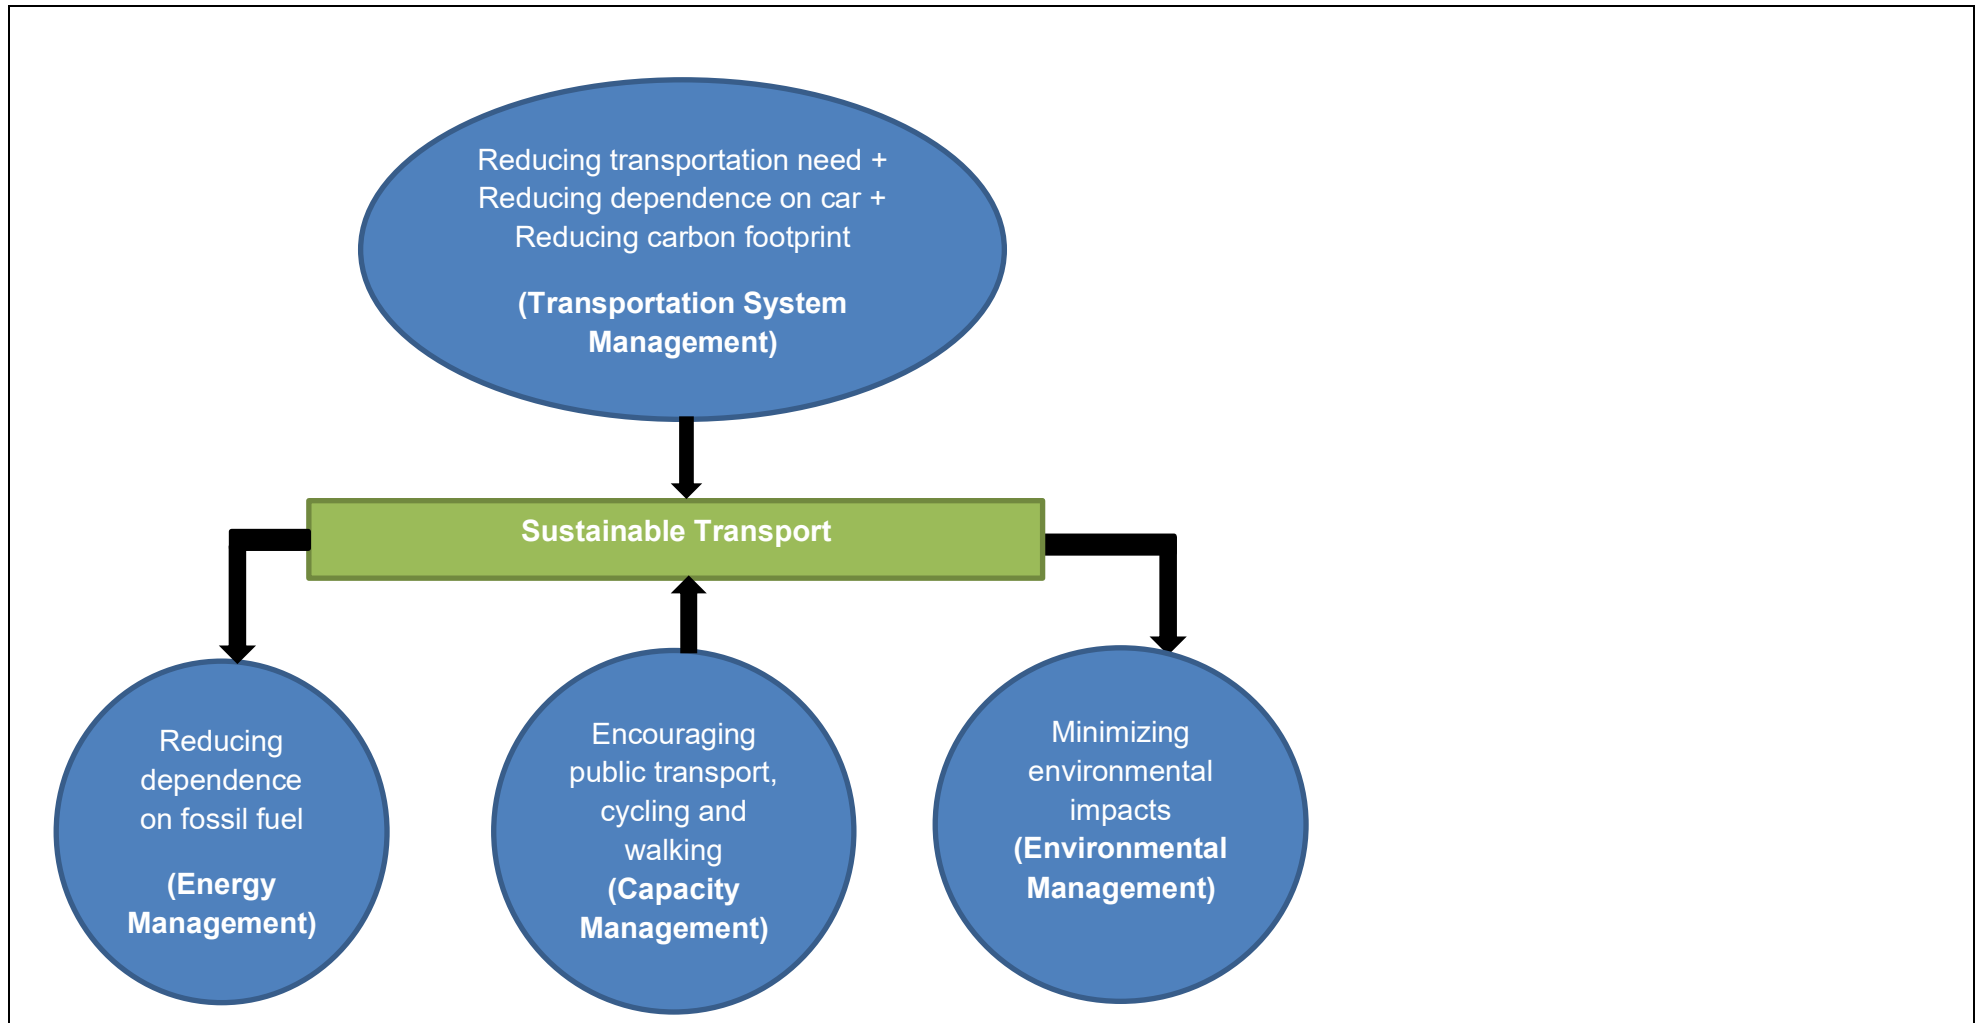 Reducing transportation need +
Reducing dependence on car +
Reducing carbon footprint
(Transportation System
Management)
Sustainable Transport
Reducing
dependence
on fossil fuel
(Energy
Management)
Encouraging
public transport,
cycling and
walking
(Capacity
Management)
Minimizing
environmental
impacts
(Environmental
Management)